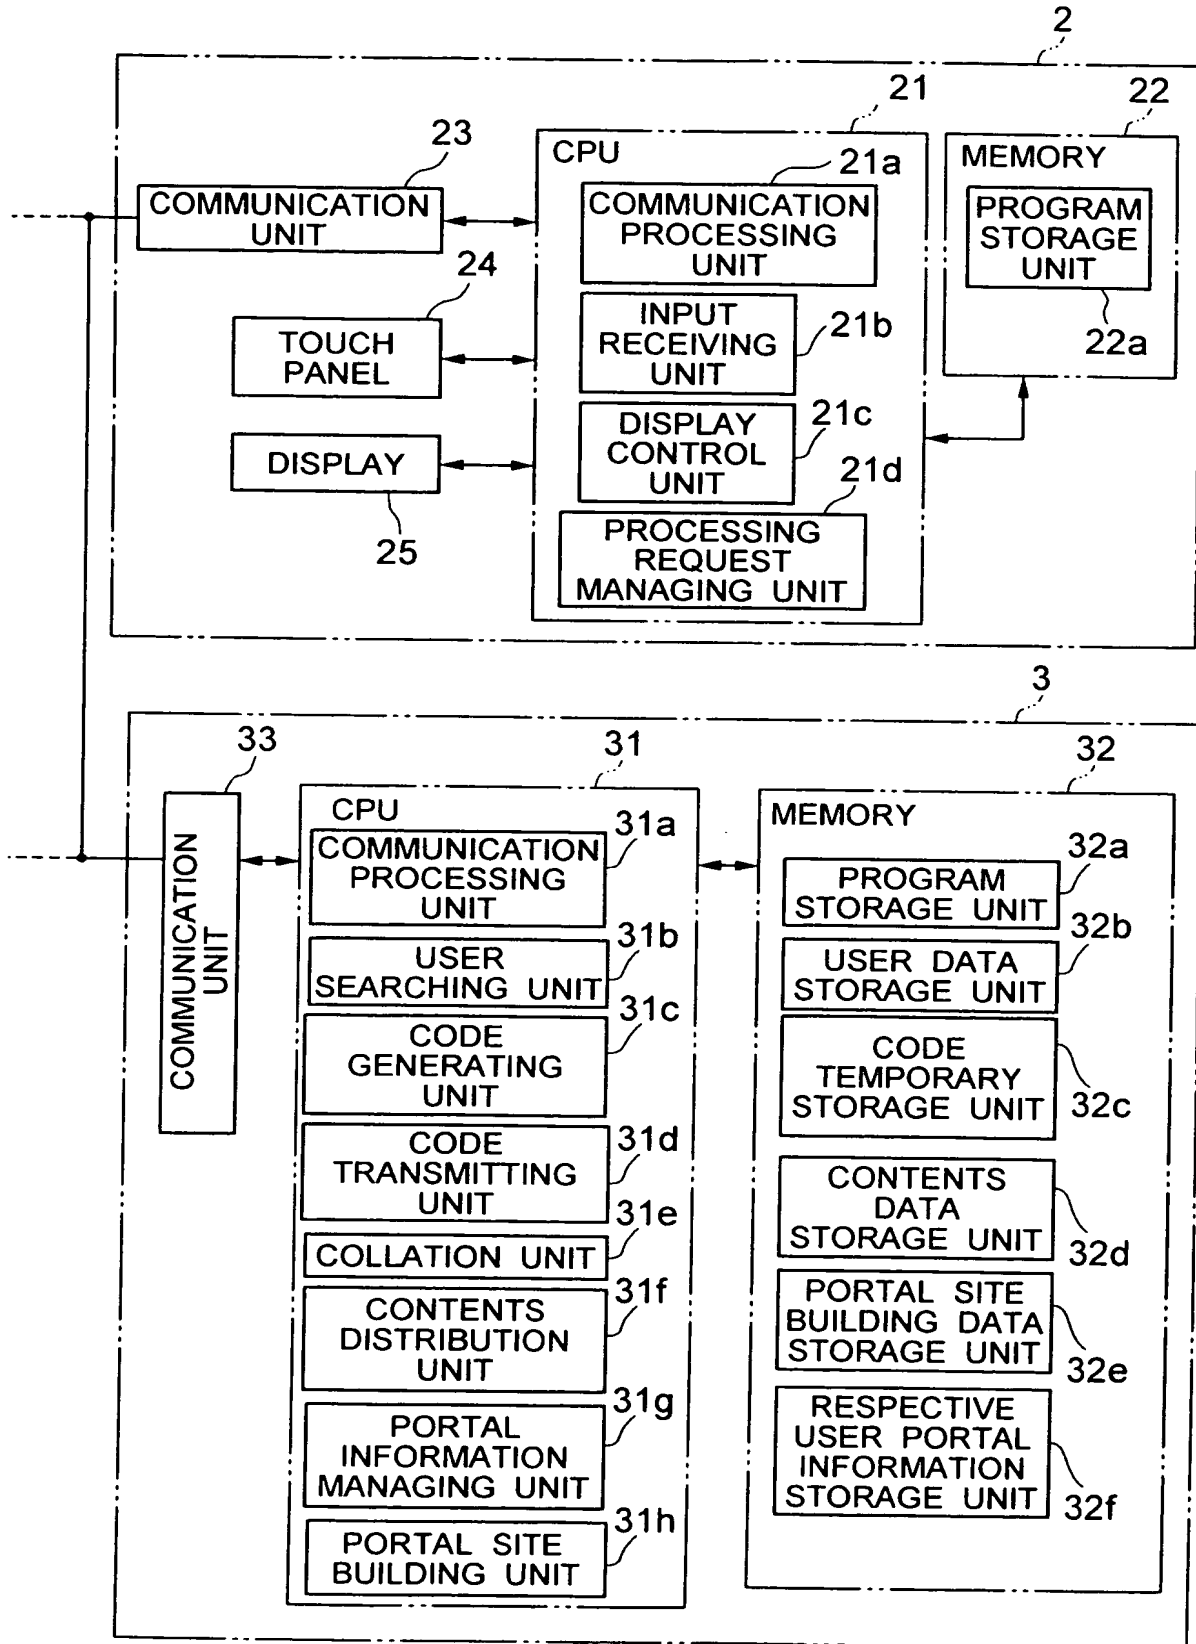 2
21
22
23
CPU
21a
MEMORY
COMMUNICATION
UNIT
COMMUNICATION
PROCESSING
UNIT
PROGRAM
STORAGE
UNIT
24
INPUT
RECEIVING
UNIT
21b
22a
TOUCH
PANEL
DISPLAY
CONTROL
UNIT
21c
DISPLAY
21d
25
PROCESSING
REQUEST
MANAGING UNIT
3
33
31
32
CPU
MEMORY
31a
COMMUNICATION
PROCESSING
UNIT
32a
PROGRAM
STORAGE UNIT
COMMUNICATION
UNIT
31b
USER
SEARCHING UNIT
32b
USER DATA
STORAGE UNIT
31c
CODE
GENERATING
UNIT
CODE
TEMPORARY
STORAGE UNIT
32c
31d
CODE
TRANSMITTING
UNIT
CONTENTS
DATA
STORAGE UNIT
32d
31e
COLLATION UNIT
31f
CONTENTS
DISTRIBUTION
UNIT
PORTAL SITE
BUILDING DATA
STORAGE UNIT
32e
31g
PORTAL
INFORMATION
MANAGING UNIT
RESPECTIVE
USER PORTAL
INFORMATION
STORAGE UNIT
32f
31h
PORTAL SITE
BUILDING UNIT